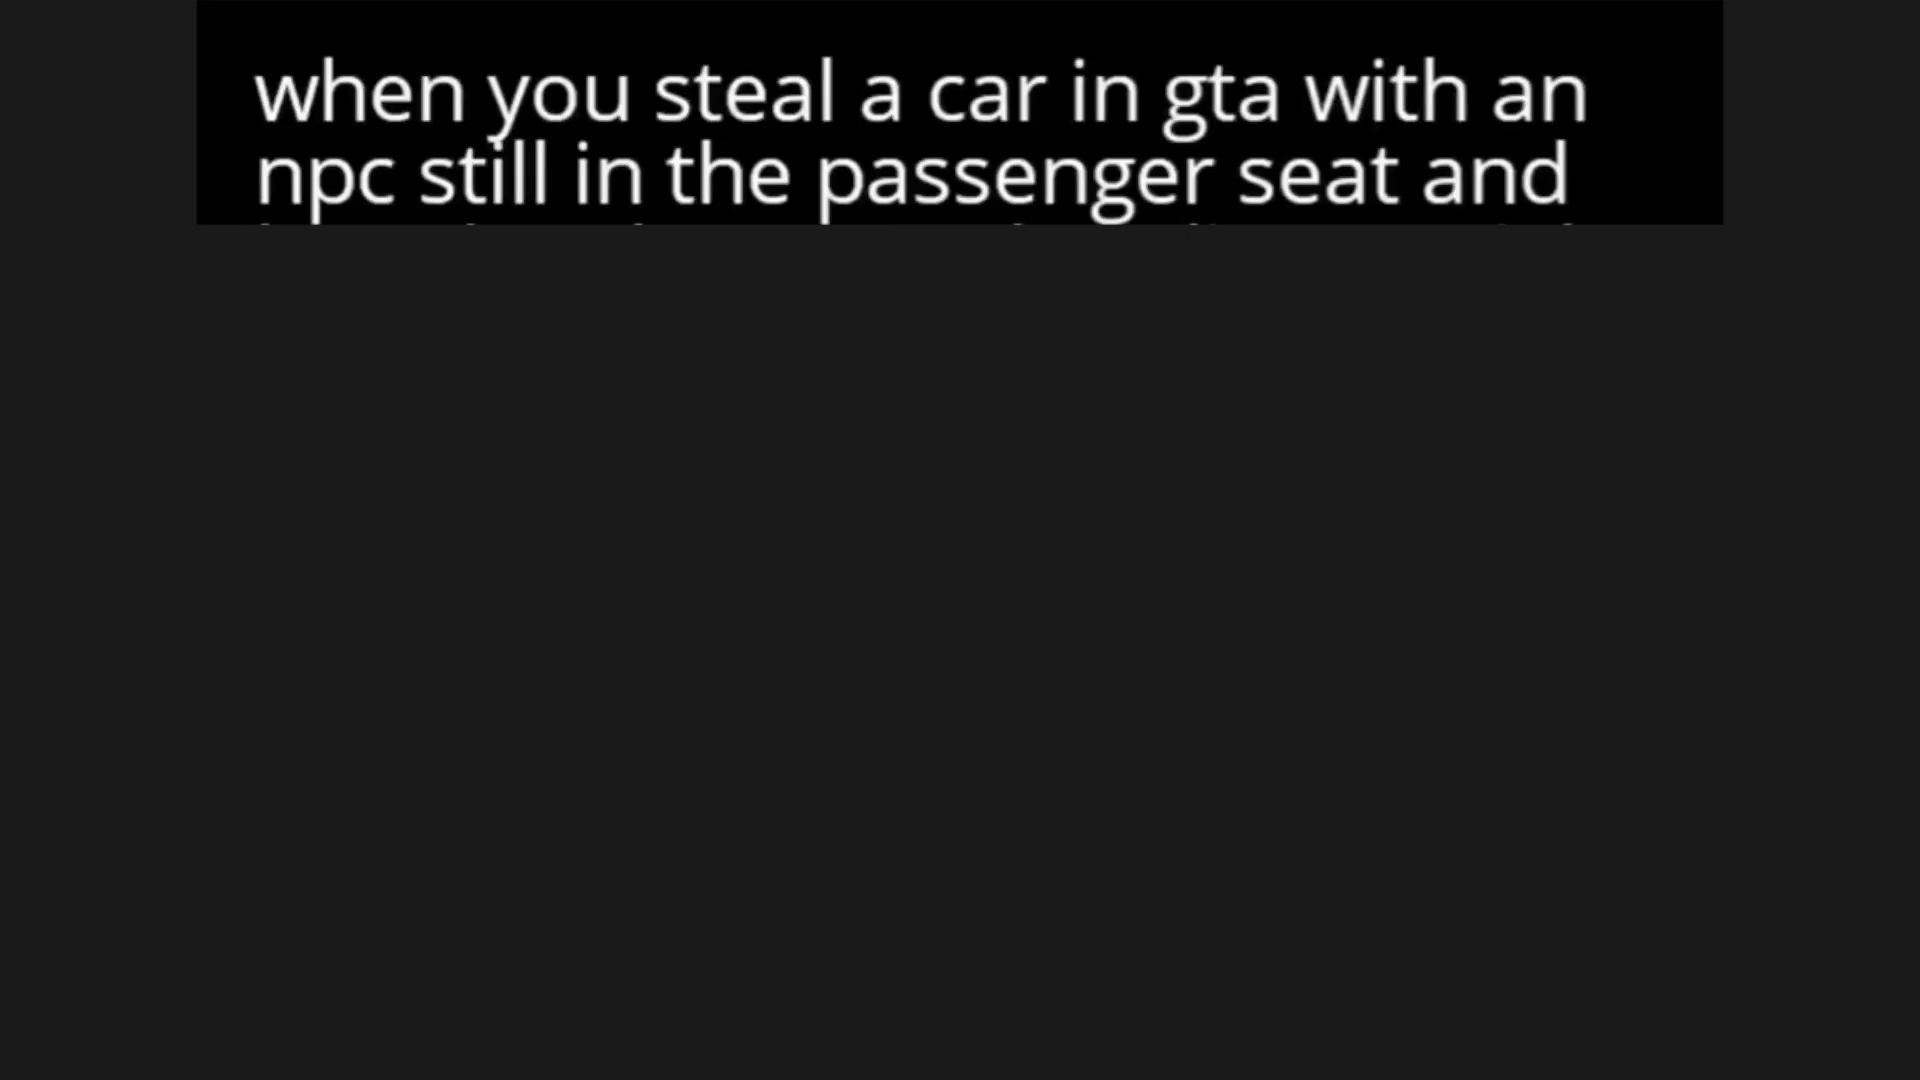 when you steal a car in gta with an
npc still in the passenger seat and